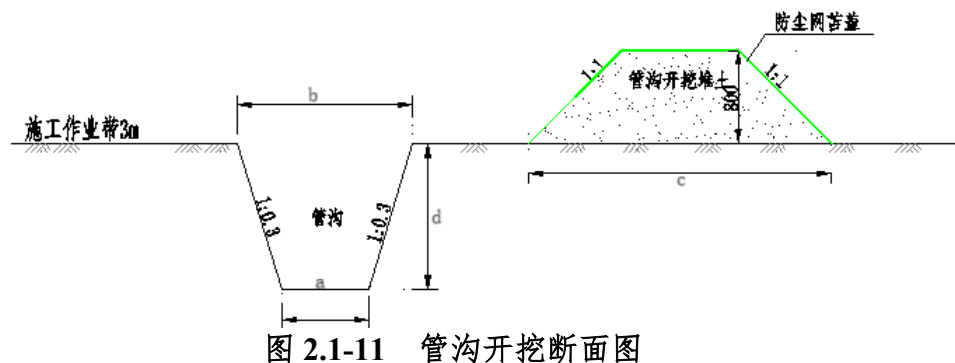 防尘网苫盖
1:1
管沟开挖堆土
800
1:1
b
施工作业带3m
c
1:0.3
管沟
1:0.3
d
a
图 2.1-11 管沟开挖断面图